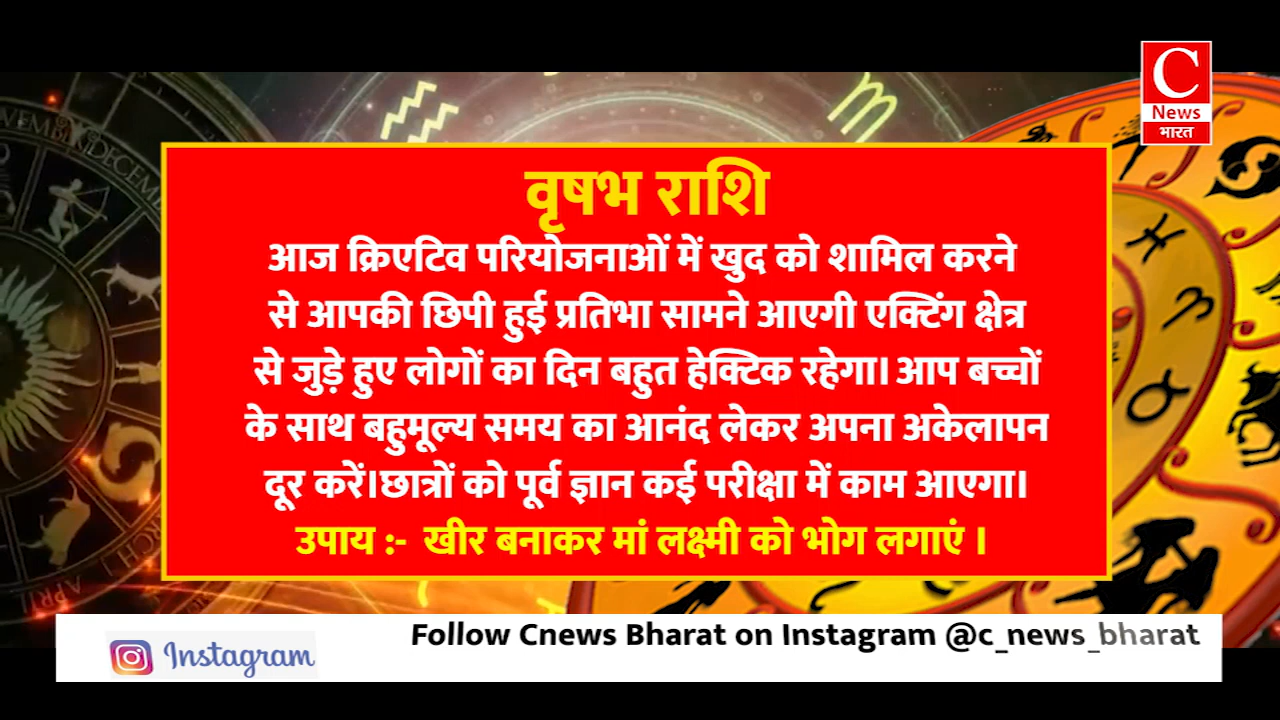 C
News
भारत
वृषभ राशि
आज क्रिएटिव परियोजनाओं में खुद को शामिल करने
से आपकी छिपी हुई प्रतिभा सामने आएगी एक्टिंग क्षेत्र
से जुड़े हुए लोगों का दिन बहुत हेक्टिक रहेगा। आप बच्चों
के साथ बहुमूल्य समय का आनंद लेकर अपना अकेलापन
दूर करें।छात्रों को पूर्व ज्ञान कई परीक्षा में काम आएगा।
उपाय :- खीर बनाकर मां लक्ष्मी को भोग लगाएं ।
DECEMB
APRIL
Follow Cnews Bharat on Instagram @c_news_bharat
Instagram